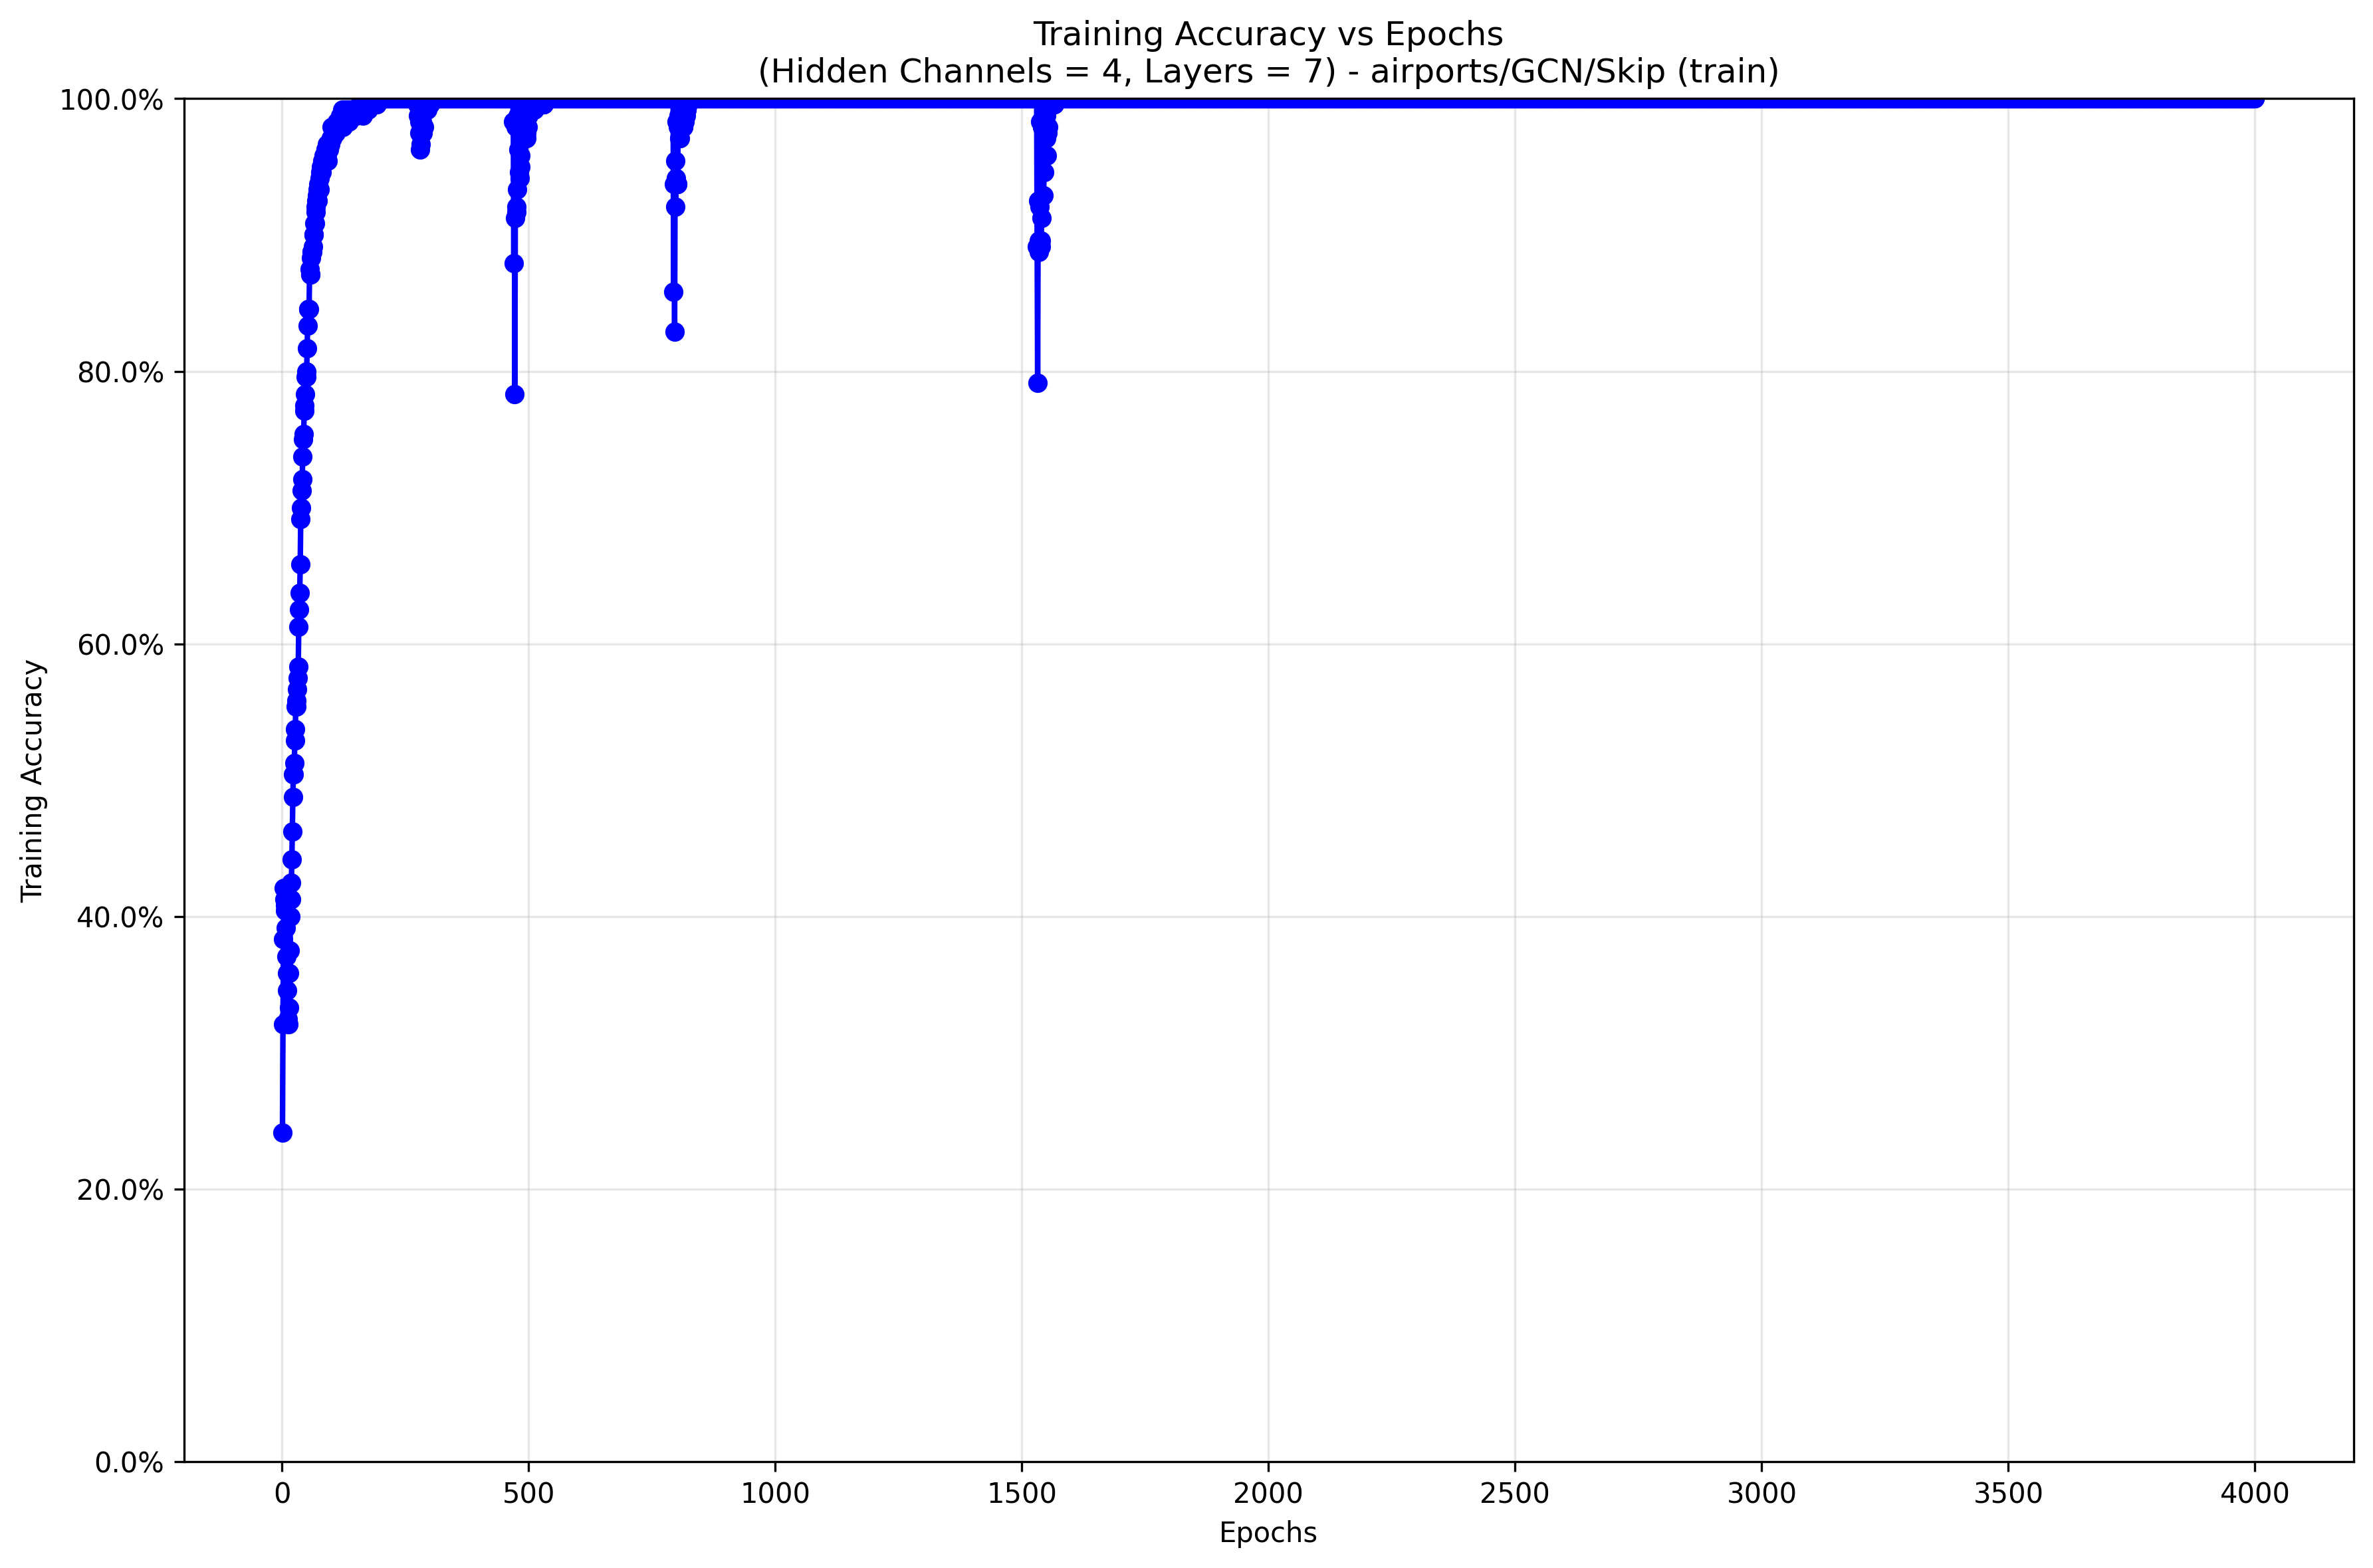 Training Accuracy vs Epochs
(Hidden Channels = 4, Layers = 7) - airports/GCN/Skip (train)
100.0%
80.0%
60.0%
40.0%
20.0%
0.0%
Training Accuracy
0 500 1000 1500 2000 2500 3000 3500 4000
Epochs